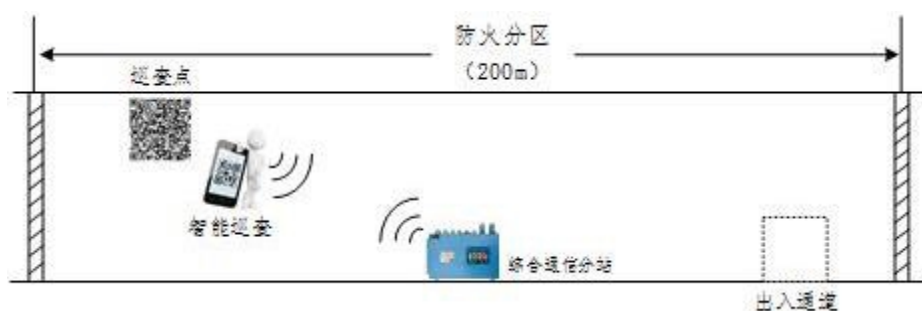 防火分区
（200m）
巡查点
智能巡查
综合通信分站
出入通道